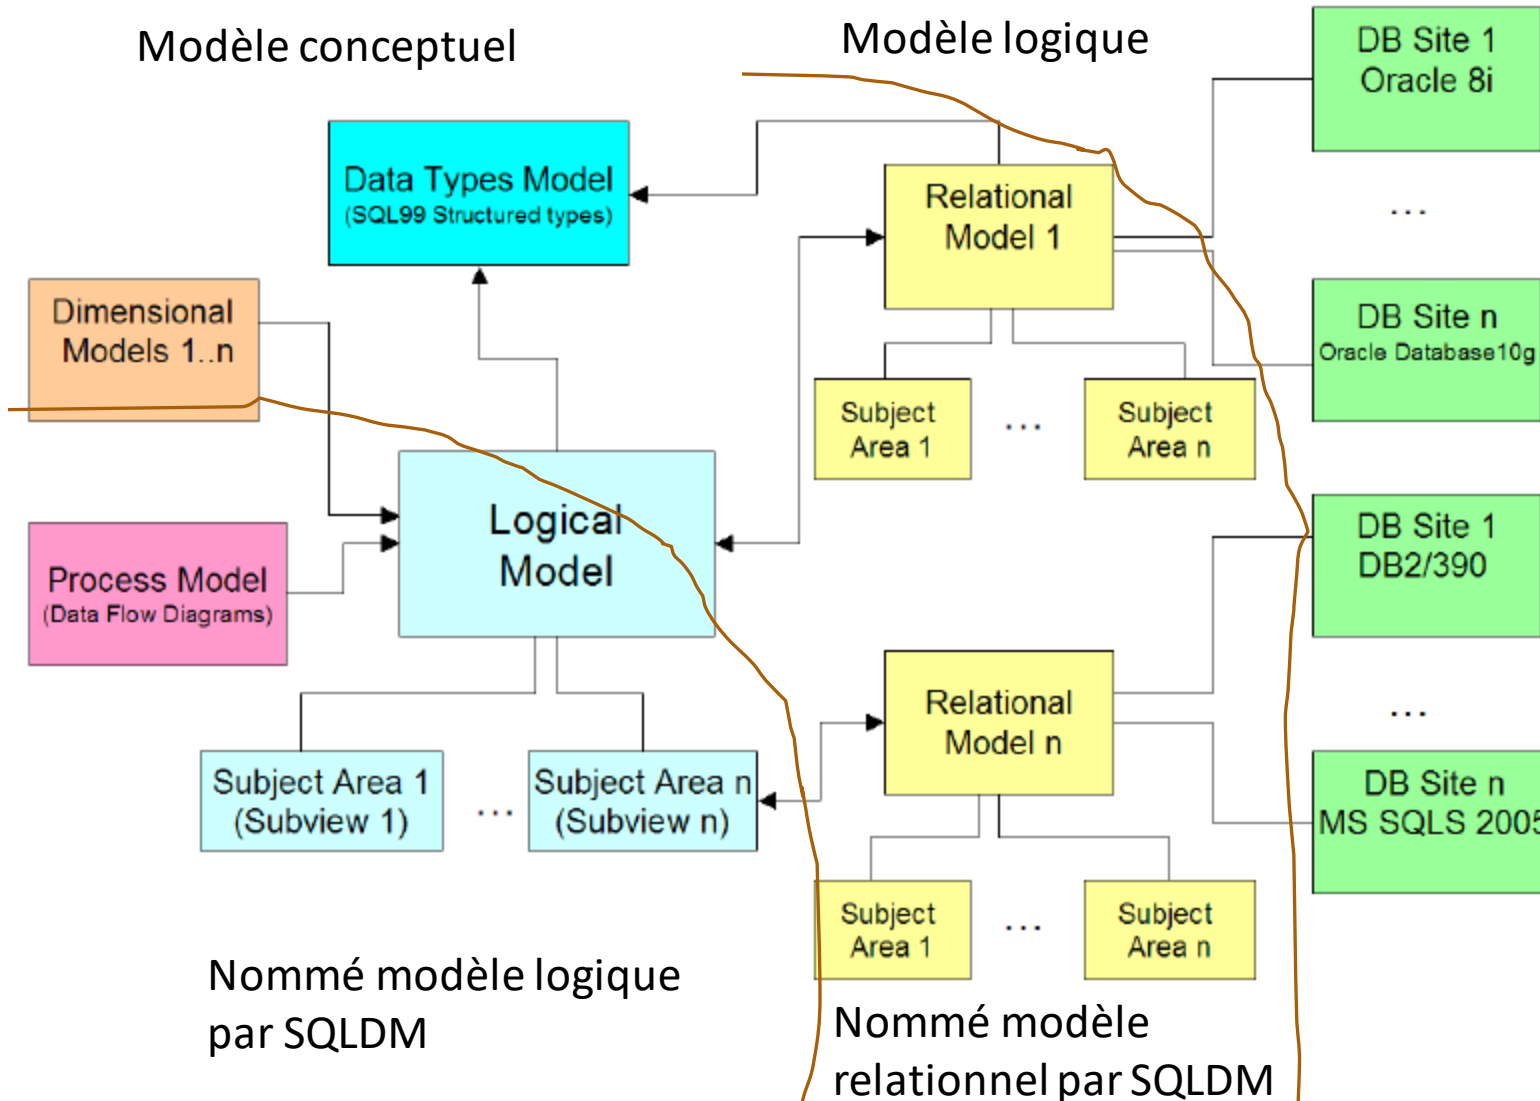 Modèle conceptuel
Modèle logique
DB Site 1
Oracle 8i
Data Types Model
(SQL99 Structured types)
Relational
Model 1
...
Dimensional
Models 1..n
DB Site n
Oracle Database10g
Subject
Area 1
...
Subject
Area n
Logical
Model
DB Site 1
DB2/390
Process Model
(Data Flow Diagrams)
Relational
Model n
...
Subject Area 1
(Subview 1)
...
Subject Area n
(Subview n)
DB Site n
MS SQLS 2005
Subject
Area 1
...
Subject
Area n
Nommé modèle logique
par SQLDM
Nommé modèle
relationnel par SQLDM